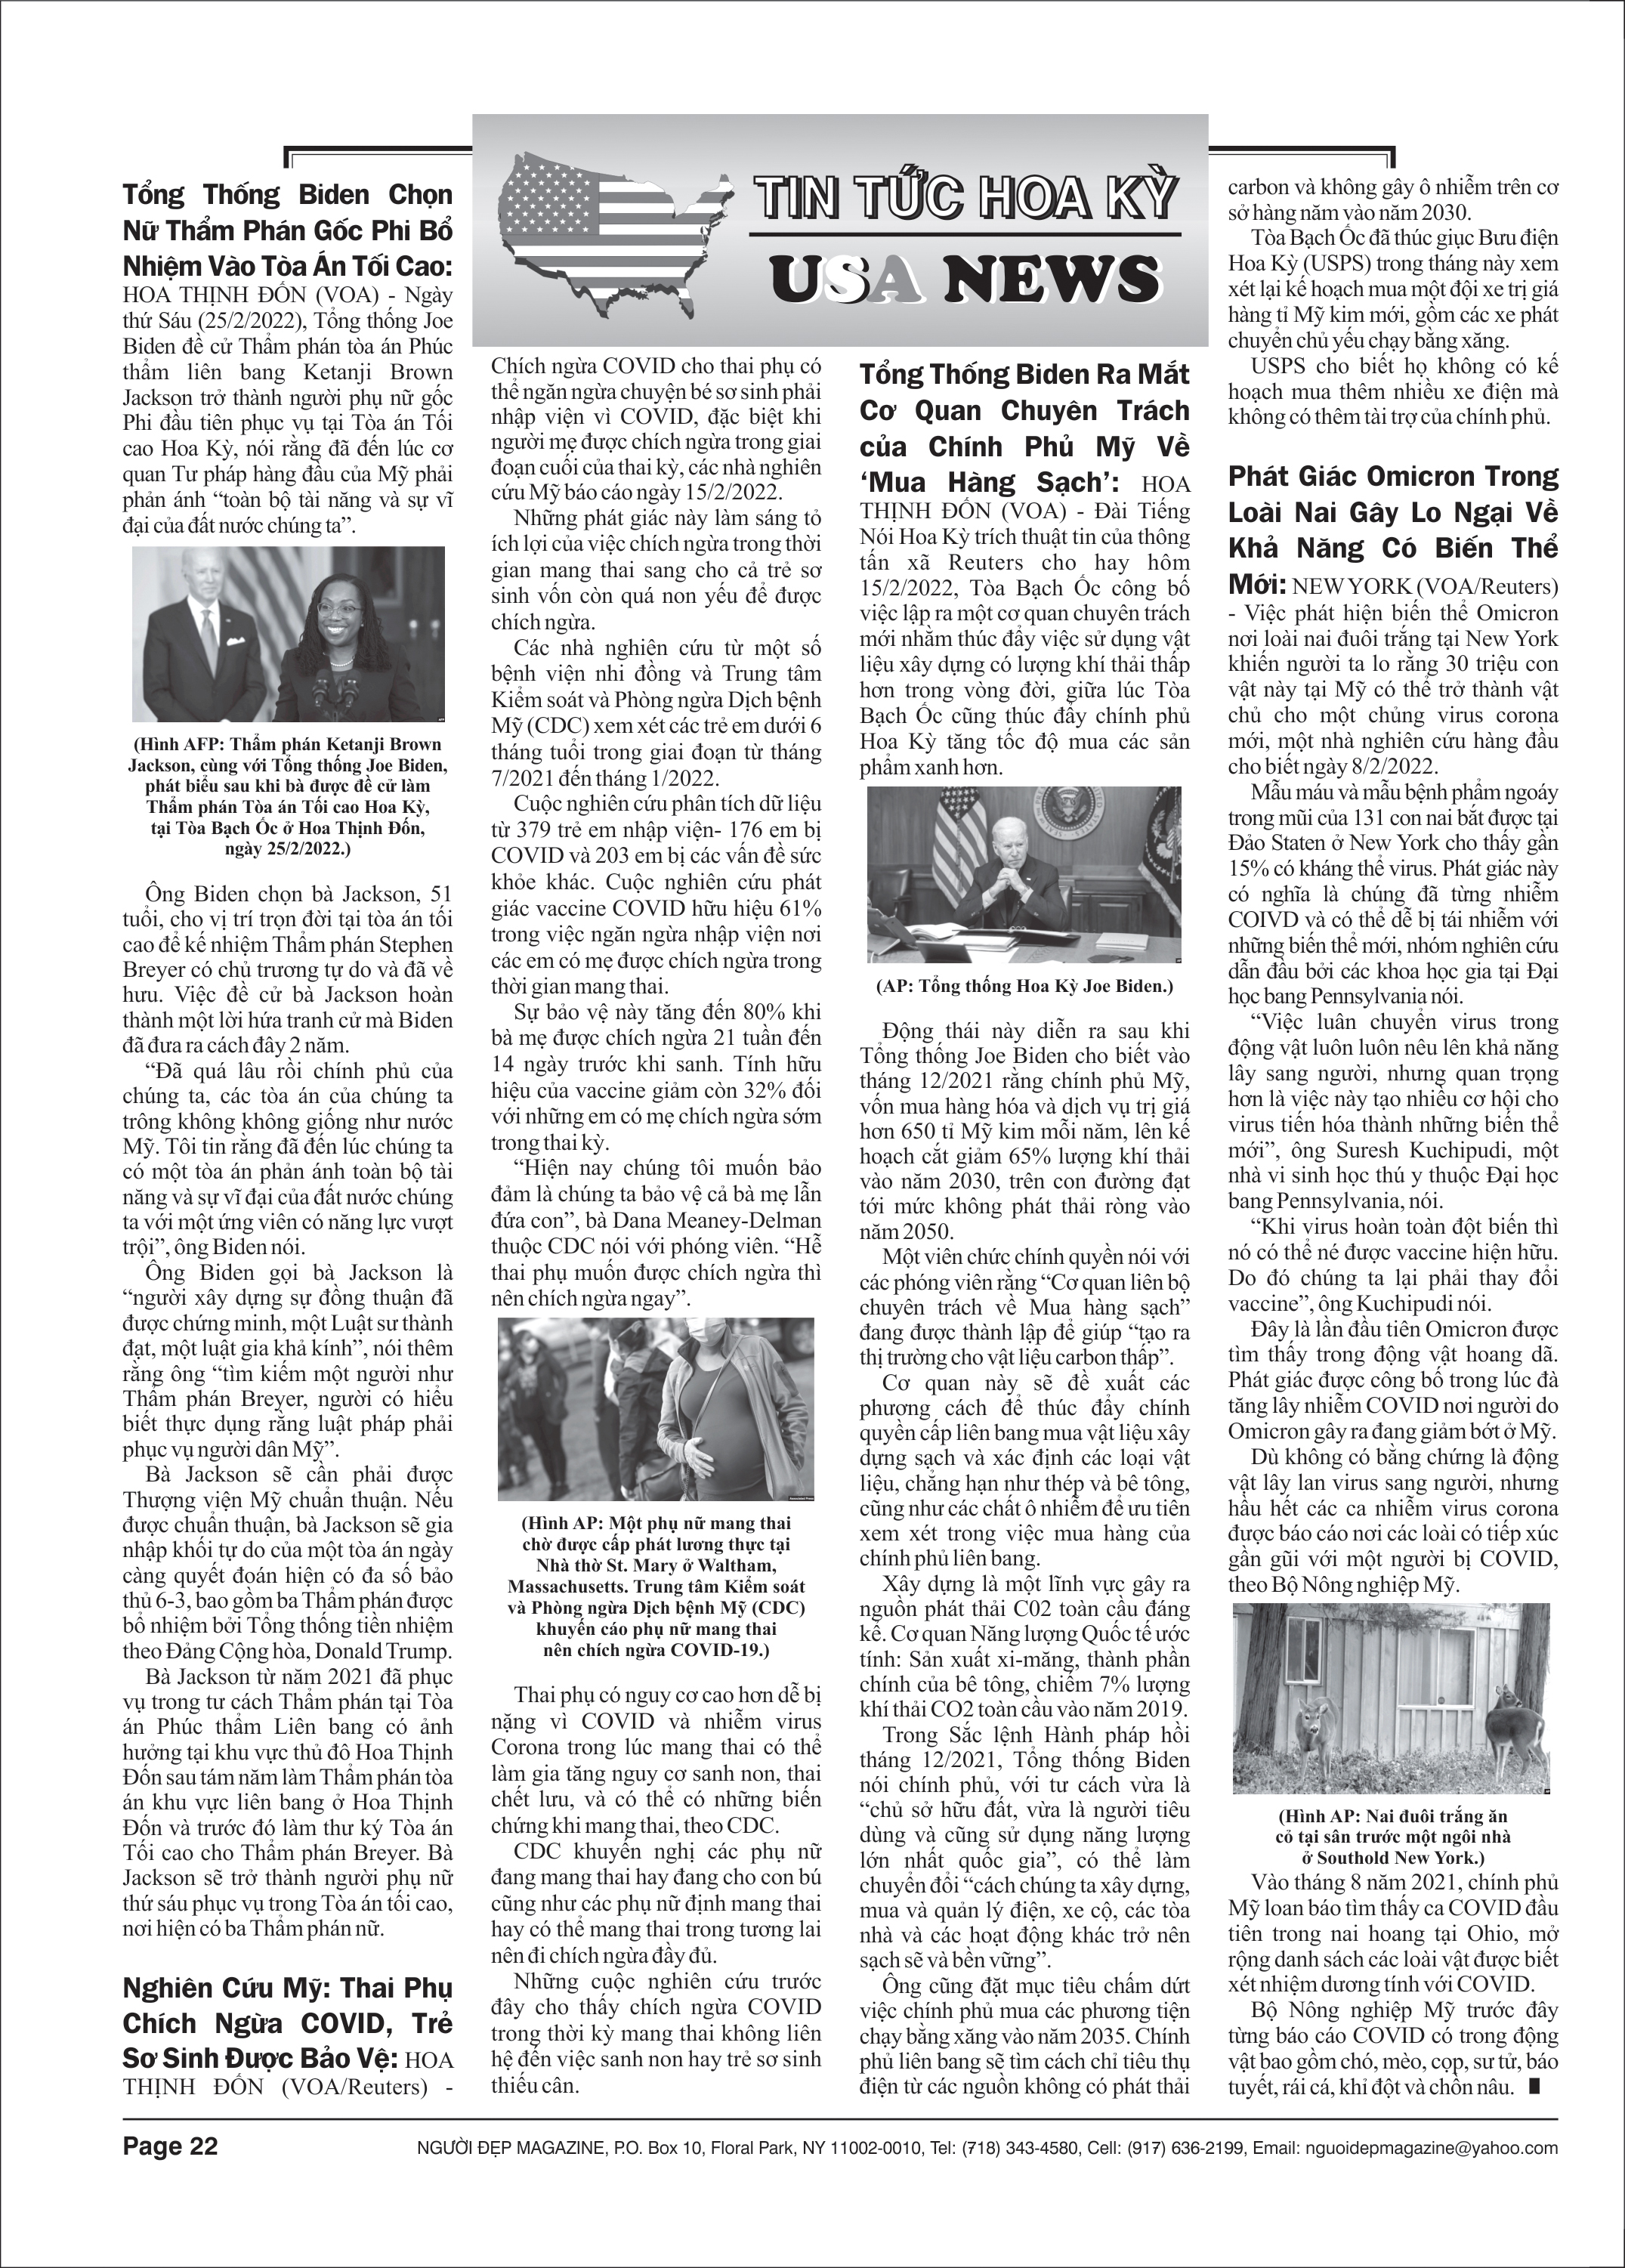 TIN TỨC HOA KỲ
USA NEWS
Tổng Thống Biden Chọn
Nữ Thẩm Phán Gốc Phi Bổ
Nhiệm Vào Tòa Án Tối Cao:
HOA THỊNH ĐỐN (VOA) - Ngày
thứ Sáu (25/2/2022), Tổng thống Joe
Biden đề cử Thẩm phán tòa án Phúc
thẩm liên bang Ketanji Brown
Jackson trở thành người phụ nữ gốc
Phi đầu tiên phục vụ tại Tòa án Tối
cao Hoa Kỳ, nói rằng đã đến lúc cơ
quan Tư pháp hàng đầu của Mỹ phải
phản ánh “toàn bộ tài năng và sự vĩ
đại của đất nước chúng ta”.
(Hình AFP: Thẩm phán Ketanji Brown
Jackson, cùng với Tổng thống Joe Biden,
phát biểu sau khi bà được đề cử làm
Thẩm phán Tòa án Tối cao Hoa Kỳ,
tại Tòa Bạch Ốc ở Hoa Thịnh Đốn,
ngày 25/2/2022.)
Ông Biden chọn bà Jackson, 51
tuổi, cho vị trí trọn đời tại tòa án tối
cao để kế nhiệm Thẩm phán Stephen
Breyer có chủ trương tự do và đã về
hưu. Việc đề cử bà Jackson hoàn
thành một lời hứa tranh cử mà Biden
đã đưa ra cách đây 2 năm.
“Đã quá lâu rồi chính phủ của
chúng ta, các tòa án của chúng ta
trông không không giống như nước
Mỹ. Tôi tin rằng đã đến lúc chúng ta
có một tòa án phản ánh toàn bộ tài
năng và sự vĩ đại của đất nước chúng
ta với một ứng viên có năng lực vượt
trội”, ông Biden nói.
Ông Biden gọi bà Jackson là
“người xây dựng sự đồng thuận đã
được chứng minh, một Luật sư thành
đạt, một luật gia khả kính”, nói thêm
rằng ông “tìm kiếm một người như
Thẩm phán Breyer, người có hiểu
biết thực dụng rằng luật pháp phải
phục vụ người dân Mỹ”.
Bà Jackson sẽ cần phải được
Thượng viện Mỹ chuẩn thuận. Nếu
được chuẩn thuận, bà Jackson sẽ gia
nhập khối tự do của một tòa án ngày
càng quyết đoán hiện có đa số bảo
thủ 6-3, bao gồm ba Thẩm phán được
bổ nhiệm bởi Tổng thống tiền nhiệm
theo Đảng Cộng hòa, Donald Trump.
Bà Jackson từ năm 2021 đã phục
vụ trong tư cách Thẩm phán tại Tòa
án Phúc thẩm Liên bang có ảnh
hưởng tại khu vực thủ đô Hoa Thịnh
Đốn sau tám năm làm Thẩm phán tòa
án khu vực liên bang ở Hoa Thịnh
Đốn và trước đó làm thư ký Tòa án
Tối cao cho Thẩm phán Breyer. Bà
Jackson sẽ trở thành người phụ nữ
thứ sáu phục vụ trong Tòa án tối cao,
nơi hiện có ba Thẩm phán nữ.
Nghiên Cứu Mỹ: Thai Phụ
Chích Ngừa COVID, Trẻ
Sơ Sinh Được Bảo Vệ: HOA
THỊNH ĐỐN (VOA/Reuters) -
Chích ngừa COVID cho thai phụ có
thể ngăn ngừa chuyện bé sơ sinh phải
nhập viện vì COVID, đặc biệt khi
người mẹ được chích ngừa trong giai
đoạn cuối của thai kỳ, các nhà nghiên
cứu Mỹ báo cáo ngày 15/2/2022.
Những phát giác này làm sáng tỏ
ích lợi của việc chích ngừa trong thời
gian mang thai sang cho cả trẻ sơ
sinh vốn còn quá non yếu để được
chích ngừa.
Các nhà nghiên cứu từ một số
bệnh viện nhi đồng và Trung tâm
Kiểm soát và Phòng ngừa Dịch bệnh
Mỹ (CDC) xem xét các trẻ em dưới 6
tháng tuổi trong giai đoạn từ tháng
7/2021 đến tháng 1/2022.
Cuộc nghiên cứu phân tích dữ liệu
từ 379 trẻ em nhập viện- 176 em bị
COVID và 203 em bị các vấn đề sức
khỏe khác. Cuộc nghiên cứu phát
giác vaccine COVID hữu hiệu 61%
trong việc ngăn ngừa nhập viện nơi
các em có mẹ được chích ngừa trong
thời gian mang thai.
Sự bảo vệ này tăng đến 80% khi
bà mẹ được chích ngừa 21 tuần đến
14 ngày trước khi sanh. Tính hữu
hiệu của vaccine giảm còn 32% đối
với những em có mẹ chích ngừa sớm
trong thai kỳ.
“Hiện nay chúng tôi muốn bảo
đảm là chúng ta bảo vệ cả bà mẹ lẫn
đứa con”, bà Dana Meaney-Delman
thuộc CDC nói với phóng viên. “Hễ
thai phụ muốn được chích ngừa thì
nên chích ngừa ngay”.
(Hình AP: Một phụ nữ mang thai
chờ được cấp phát lương thực tại
Nhà thờ St. Mary ở Waltham,
Massachusetts. Trung tâm Kiểm soát
và Phòng ngừa Dịch bệnh Mỹ (CDC)
khuyến cáo phụ nữ mang thai
nên chích ngừa COVID-19.)
Thai phụ có nguy cơ cao hơn dễ bị
nặng vì COVID và nhiễm virus
Corona trong lúc mang thai có thể
làm gia tăng nguy cơ sanh non, thai
chết lưu, và có thể có những biến
chứng khi mang thai, theo CDC.
CDC khuyến nghị các phụ nữ
đang mang thai hay đang cho con bú
cũng như các phụ nữ định mang thai
hay có thể mang thai trong tương lai
nên đi chích ngừa đầy đủ.
Những cuộc nghiên cứu trước
đây cho thấy chích ngừa COVID
trong thời kỳ mang thai không liên
hệ đến việc sanh non hay trẻ sơ sinh
thiếu cân.
Tổng Thống Biden Ra Mắt
Cơ Quan Chuyên Trách
của Chính Phủ Mỹ Về
‘Mua Hàng Sạch’: HOA
THỊNH ĐỐN (VOA) - Đài Tiếng
Nói Hoa Kỳ trích thuật tin của thông
tấn xã Reuters cho hay hôm
15/2/2022, Tòa Bạch Ốc công bố
việc lập ra một cơ quan chuyên trách
mới nhằm thúc đẩy việc sử dụng vật
liệu xây dựng có lượng khí thải thấp
hơn trong vòng đời, giữa lúc Tòa
Bạch Ốc cũng thúc đẩy chính phủ
Hoa Kỳ tăng tốc độ mua các sản
phẩm xanh hơn.
(AP: Tổng thống Hoa Kỳ Joe Biden.)
Động thái này diễn ra sau khi
Tổng thống Joe Biden cho biết vào
tháng 12/2021 rằng chính phủ Mỹ,
vốn mua hàng hóa và dịch vụ trị giá
hơn 650 tỉ Mỹ kim mỗi năm, lên kế
hoạch cắt giảm 65% lượng khí thải
vào năm 2030, trên con đường đạt
tới mức không phát thải ròng vào
năm 2050.
Một viên chức chính quyền nói với
các phóng viên rằng “Cơ quan liên bộ
chuyên trách về Mua hàng sạch”
đang được thành lập để giúp “tạo ra
thị trường cho vật liệu carbon thấp”.
Cơ quan này sẽ đề xuất các
phương cách để thúc đẩy chính
quyền cấp liên bang mua vật liệu xây
dựng sạch và xác định các loại vật
liệu, chẳng hạn như thép và bê tông,
cũng như các chất ô nhiễm để ưu tiên
xem xét trong việc mua hàng của
chính phủ liên bang.
Xây dựng là một lĩnh vực gây ra
nguồn phát thải C02 toàn cầu đáng
kể. Cơ quan Năng lượng Quốc tế ước
tính: Sản xuất xi-măng, thành phần
chính của bê tông, chiếm 7% lượng
khí thải CO2 toàn cầu vào năm 2019.
Trong Sắc lệnh Hành pháp hồi
tháng 12/2021, Tổng thống Biden
nói chính phủ, với tư cách vừa là
“chủ sở hữu đất, vừa là người tiêu
dùng và cũng sử dụng năng lượng
lớn nhất quốc gia”, có thể làm
chuyển đổi “cách chúng ta xây dựng,
mua và quản lý điện, xe cộ, các tòa
nhà và các hoạt động khác trở nên
sạch sẽ và bền vững”.
Ông cũng đặt mục tiêu chấm dứt
việc chính phủ mua các phương tiện
chạy bằng xăng vào năm 2035. Chính
phủ liên bang sẽ tìm cách chỉ tiêu thụ
điện từ các nguồn không có phát thải
carbon và không gây ô nhiễm trên cơ
sở hàng năm vào năm 2030.
Tòa Bạch Ốc đã thúc giục Bưu điện
Hoa Kỳ (USPS) trong tháng này xem
xét lại kế hoạch mua một đội xe trị giá
hàng tỉ Mỹ kim mới, gồm các xe phát
chuyển chủ yếu chạy bằng xăng.
USPS cho biết họ không có kế
hoạch mua thêm nhiều xe điện mà
không có thêm tài trợ của chính phủ.
Phát Giác Omicron Trong
Loài Nai Gây Lo Ngại Về
Khả Năng Có Biến Thể
Mới: NEW YORK (VOA/Reuters)
- Việc phát hiện biến thể Omicron
nơi loài nai đuôi trắng tại New York
khiến người ta lo rằng 30 triệu con
vật này tại Mỹ có thể trở thành vật
chủ cho một chủng virus corona
mới, một nhà nghiên cứu hàng đầu
cho biết ngày 8/2/2022.
Mẫu máu và mẫu bệnh phẩm ngoáy
trong mũi của 131 con nai bắt được tại
Đảo Staten ở New York cho thấy gần
15% có kháng thể virus. Phát giác này
có nghĩa là chúng đã từng nhiễm
COIVD và có thể dễ bị tái nhiễm với
những biến thể mới, nhóm nghiên cứu
dẫn đầu bởi các khoa học gia tại Đại
học bang Pennsylvania nói.
“Việc luân chuyển virus trong
động vật luôn luôn nêu lên khả năng
lây sang người, nhưng quan trọng
hơn là việc này tạo nhiều cơ hội cho
virus tiến hóa thành những biến thể
mới”, ông Suresh Kuchipudi, một
nhà vi sinh học thú y thuộc Đại học
bang Pennsylvania, nói.
“Khi virus hoàn toàn đột biến thì
nó có thể né được vaccine hiện hữu.
Do đó chúng ta lại phải thay đổi
vaccine”, ông Kuchipudi nói.
Đây là lần đầu tiên Omicron được
tìm thấy trong động vật hoang dã.
Phát giác được công bố trong lúc đà
tăng lây nhiễm COVID nơi người do
Omicron gây ra đang giảm bớt ở Mỹ.
Dù không có bằng chứng là động
vật lây lan virus sang người, nhưng
hầu hết các ca nhiễm virus corona
được báo cáo nơi các loài có tiếp xúc
gần gũi với một người bị COVID,
theo Bộ Nông nghiệp Mỹ.
(Hình AP: Nai đuôi trắng ăn
cỏ tại sân trước một ngôi nhà
ở Southold New York.)
Vào tháng 8 năm 2021, chính phủ
Mỹ loan báo tìm thấy ca COVID đầu
tiên trong nai hoang tại Ohio, mở
rộng danh sách các loài vật được biết
xét nhiệm dương tính với COVID.
Bộ Nông nghiệp Mỹ trước đây
từng báo cáo COVID có trong động
vật bao gồm chó, mèo, cọp, sư tử, báo
tuyết, rái cá, khỉ đột và chồn nâu.
Page 22
NGƯỜI ĐẸP MAGAZINE, P.O. Box 10, Floral Park, NY 11002-0010, Tel: (718) 343-4580, Cell: (917) 636-2199, Email: nguoidepmagazine@yahoo.com